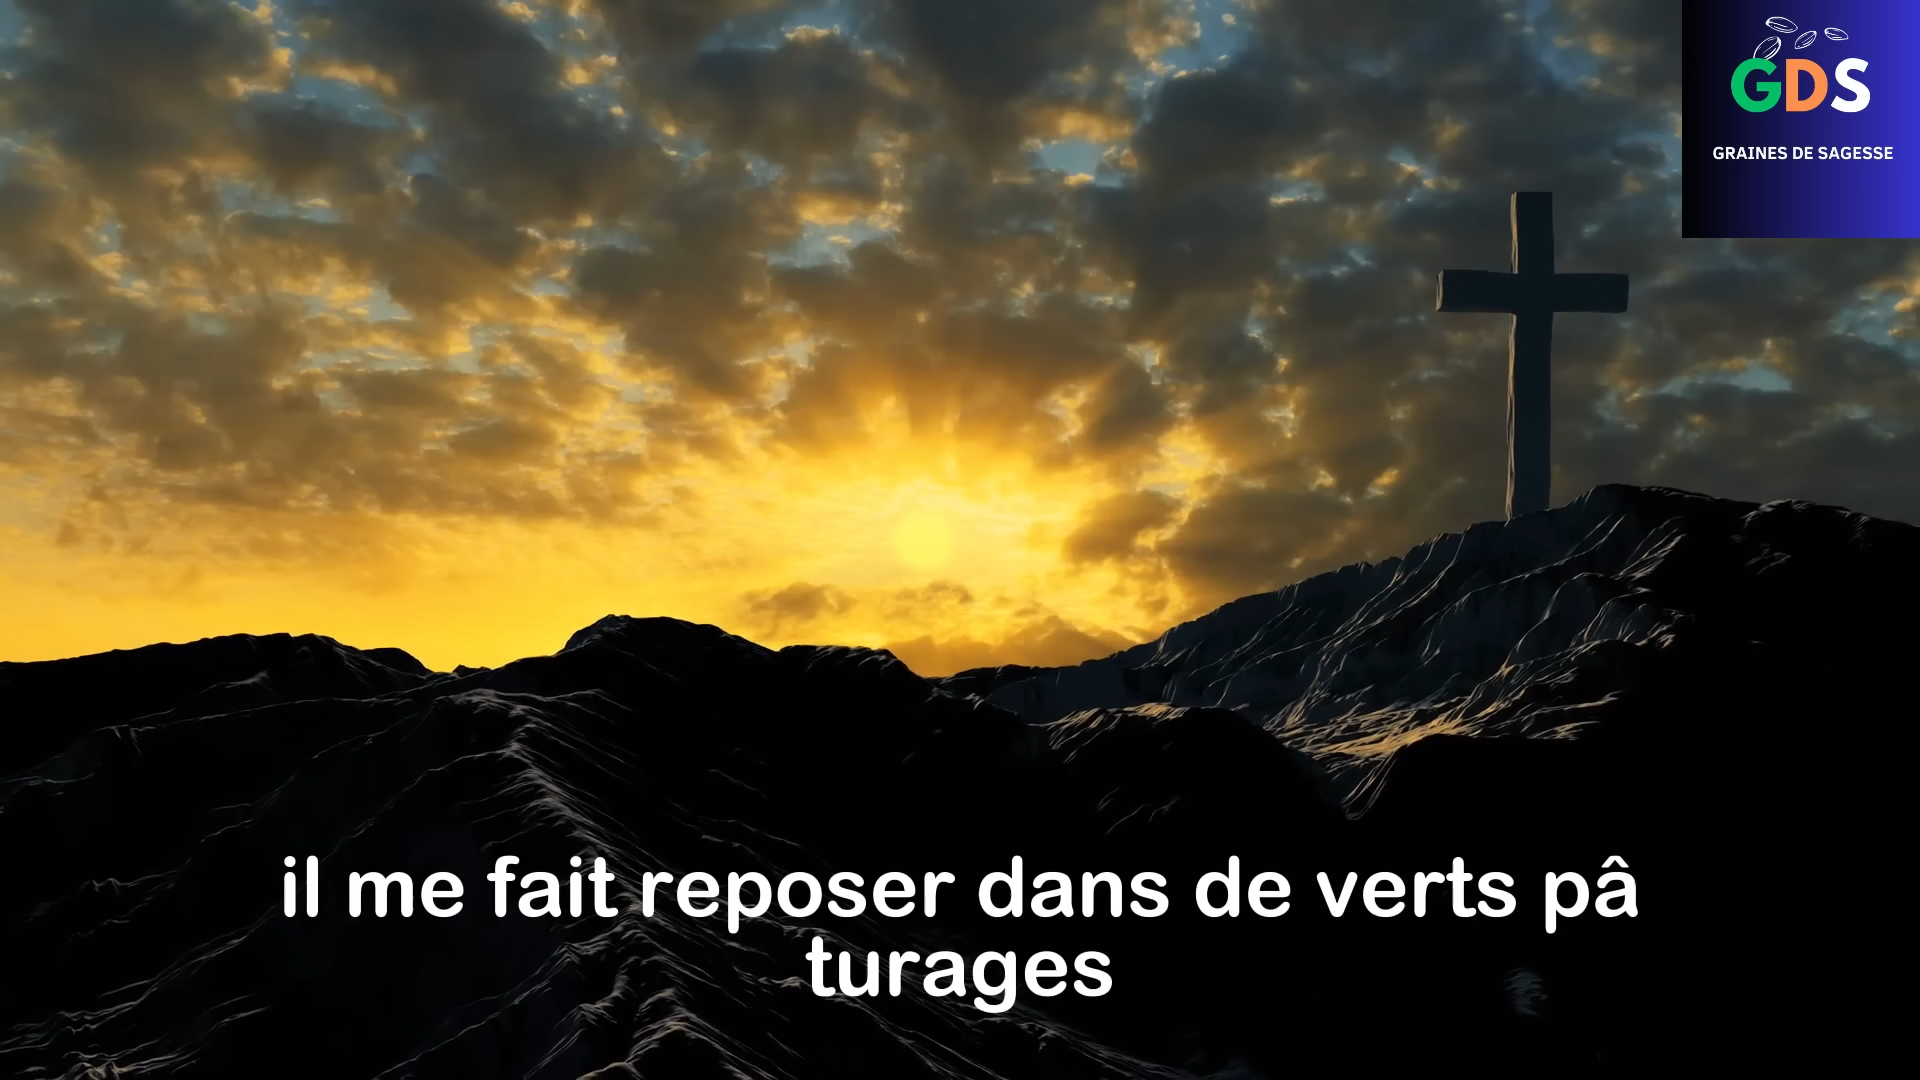 GDS
GRAINES DE SAGESSE
il me fait reposer dans de verts pâ
turages